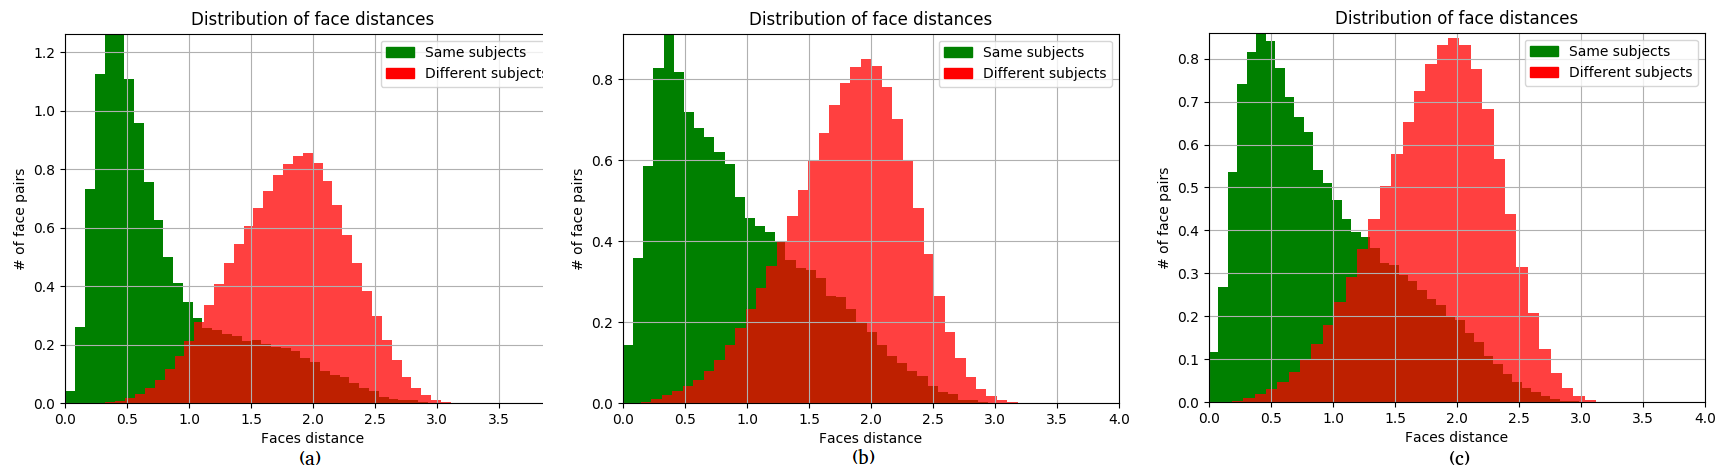 Distribution of face distances
Same subjects
Different subjects
# of face pairs
1.2
1.0
0.8
0.6
0.4
0.2
0.0
0.0 0.5 1.0 1.5 2.0 2.5 3.0 3.5
Faces distance
(a)
Distribution of face distances
Same subjects
Different subjects
# of face pairs
0.8
0.6
0.4
0.2
0.0
0.0 0.5 1.0 1.5 2.0 2.5 3.0 3.5 4.0
Faces distance
(b)
Distribution of face distances
Same subjects
Different subjects
# of face pairs
0.8
0.7
0.6
0.5
0.4
0.3
0.2
0.1
0.0
0.0 0.5 1.0 1.5 2.0 2.5 3.0 3.5 4.0
Faces distance
(c)